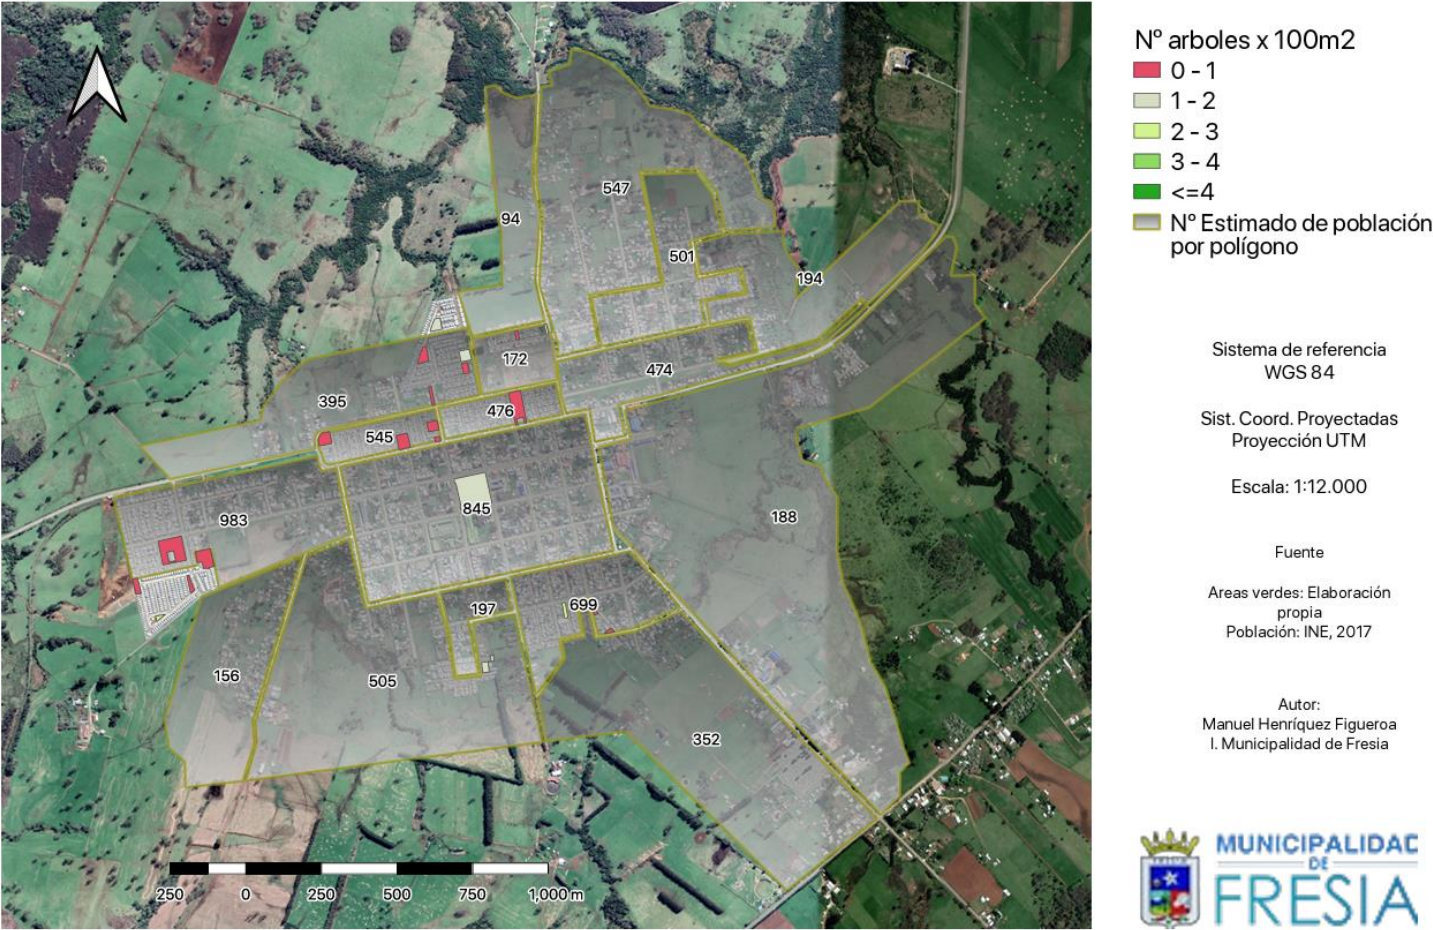 Nº arboles x 100m2
0 - 1
1 - 2
2 - 3
3 - 4
<=4
Nº Estimado de población
por polígono
547
94
501
194
172
474
395
476
545
845
983
188
197
699
156
505
352
Sistema de referencia
WGS 84
Sist. Coord. Proyectadas
Proyección UTM
Escala: 1:12.000
Fuente
Areas verdes: Elaboración
propia
Población: INE, 2017
Autor:
Manuel Henríquez Figueroa
I. Municipalidad de Fresia
250 0 250 500 750 1,000 m
MUNICIPALIDAD
DE
FRESIA